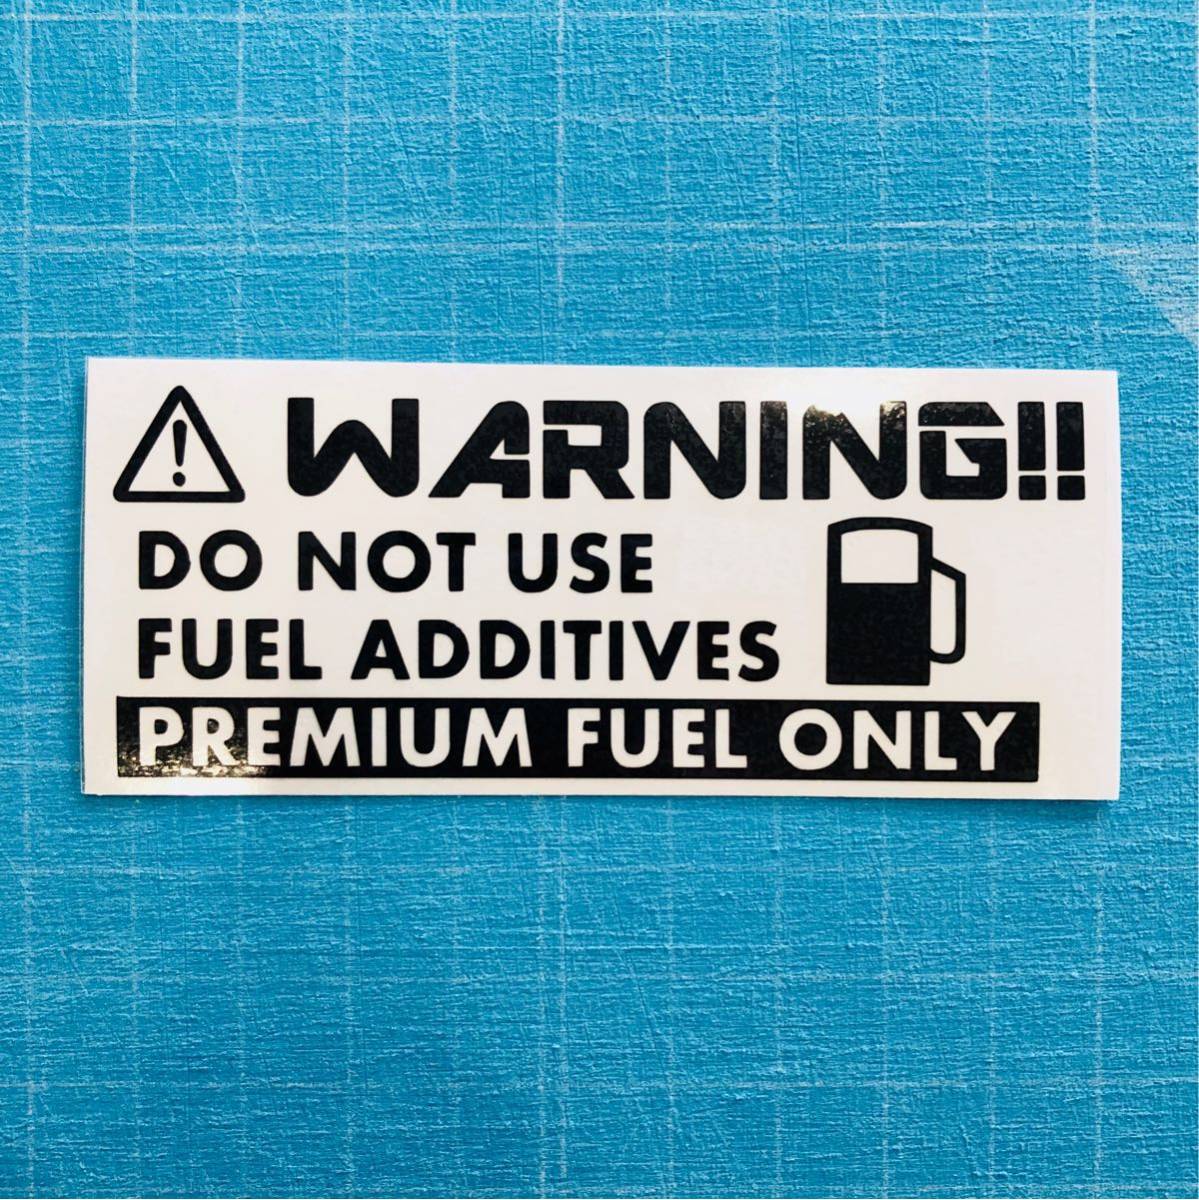 WARNING!!
DO NOT USE
FUEL ADDITIVES
PREMIUM FUEL ONLY